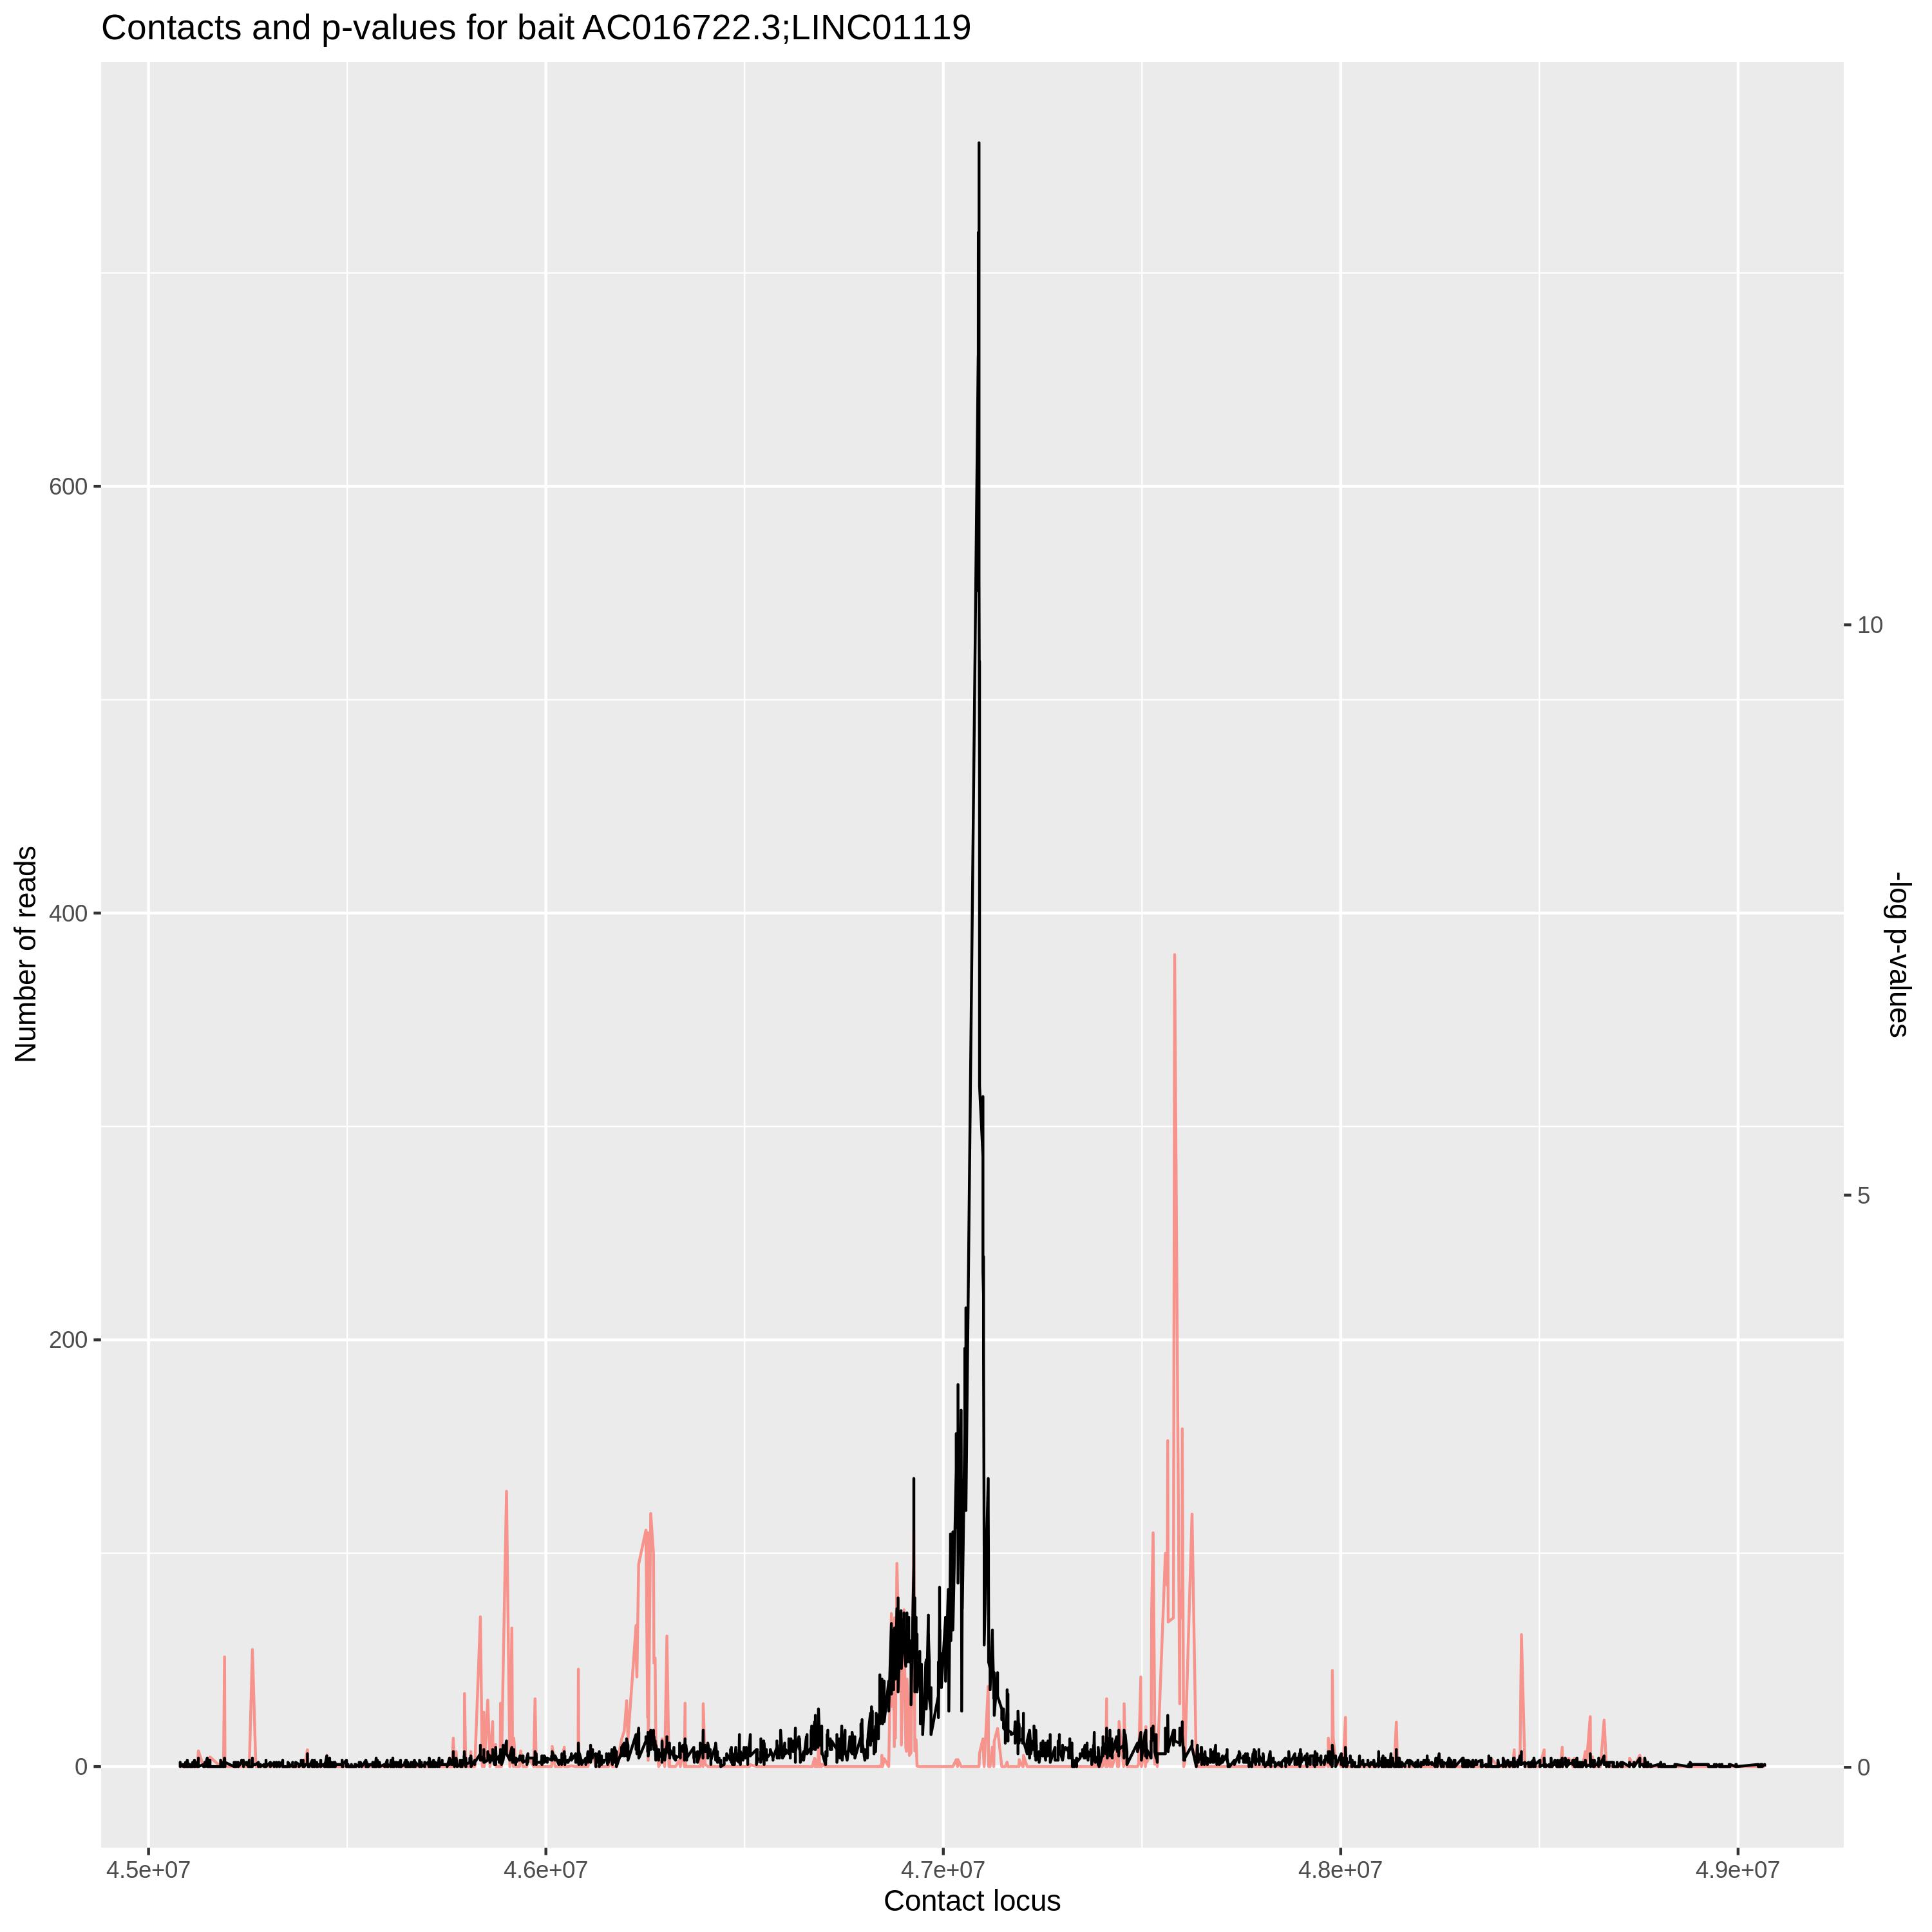 Contacts and p-values for bait AC016722.3;LINC01119
Number of reads
600
400
200
0
10
5
0
-log p-values
4.5e+07
4.6e+07
4.7e+07
4.8e+07
4.9e+07
Contact locus